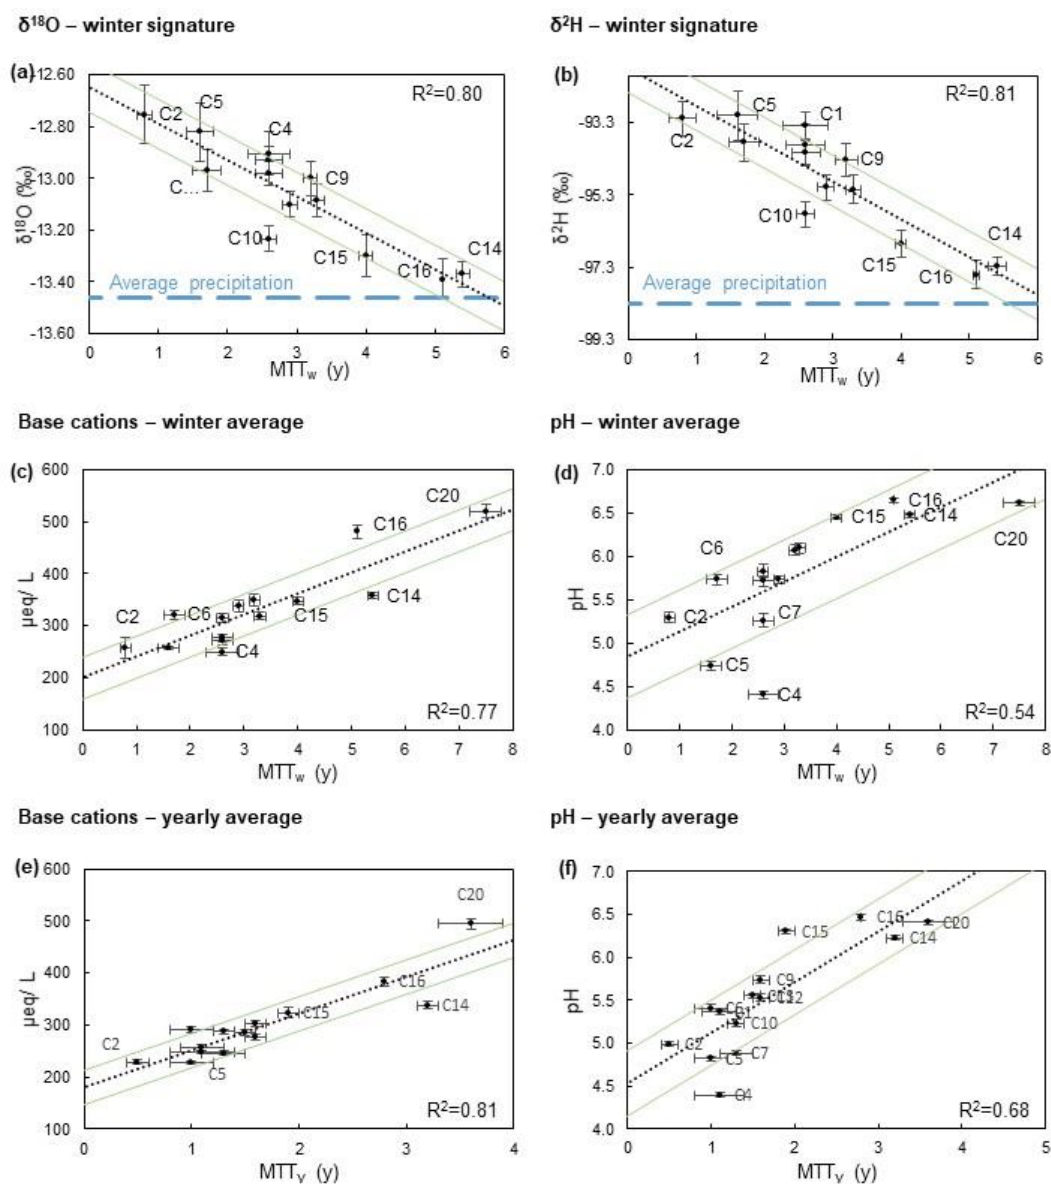 δ¹⁸O – winter signature
δ²H – winter signature
(a) -12.60
-12.80
-13.00
-13.20
-13.40
-13.60
δ¹⁸O (‰)
R²=0.80
C2
C5
C4
C...
C9
C10
C15
C16
C14
Average precipitation
0 1 2 3 4 5 6
MTTw (y)
(b)
-93.3
-95.3
-97.3
-99.3
δ²H (‰)
R²=0.81
C5
C1
C2
C9
C10
C15
C14
C16
Average precipitation
0 1 2 3 4 5 6
MTTw (y)
Base cations – winter average
pH – winter average
(c) 600
500
400
300
200
100
µeq/ L
C20
C16
C2
C6
C15
C14
C4
R²=0.77
0 1 2 3 4 5 6 7 8
MTTw (y)
(d) 7.0
6.5
6.0
5.5
5.0
4.5
4.0
pH
C16
C15
C14
C6
C20
C7
C2
C5
C4
R²=0.54
0 1 2 3 4 5 6 7 8
MTTw (y)
Base cations – yearly average
pH – yearly average
(e) 600
500
400
300
200
100
µeq/ L
C20
C16
C15
C14
C2
C5
R²=0.81
0 1 2 3 4
MTTy (y)
(f) 7.0
6.5
6.0
5.5
5.0
4.5
4.0
pH
C16
C20
C15
C14
C9
C6
C10
C2
C7
C5
C4
R²=0.68
0 1 2 3 4 5
MTTy (y)